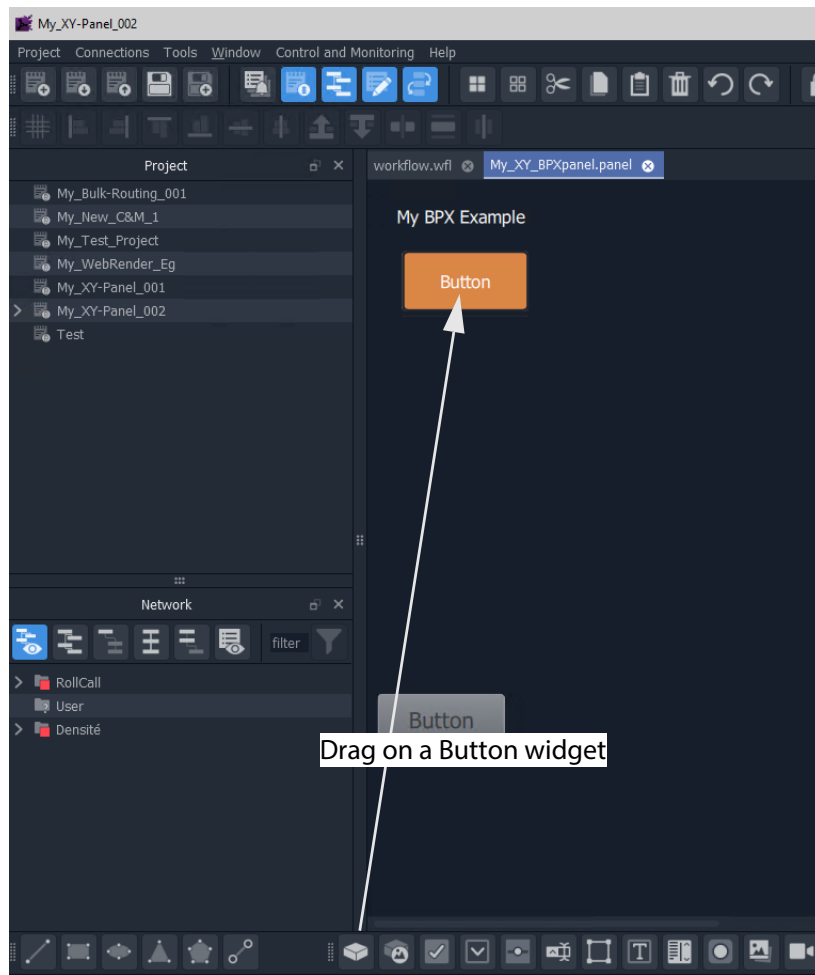 My_XY-Panel_002
Project Connections Tools Window Control and Monitoring Help
Project
workflow.wfl
My_XY_BPXpanel.panel
My_Bulk-Routing_001
My_New_C&M_1
My_Test_Project
My_WebRender_Eg
My_XY-Panel_001
My_XY-Panel_002
Test
My BPX Example
Button
Network
filter
RollCall
User
Densité
Button
Drag on a Button widget
T